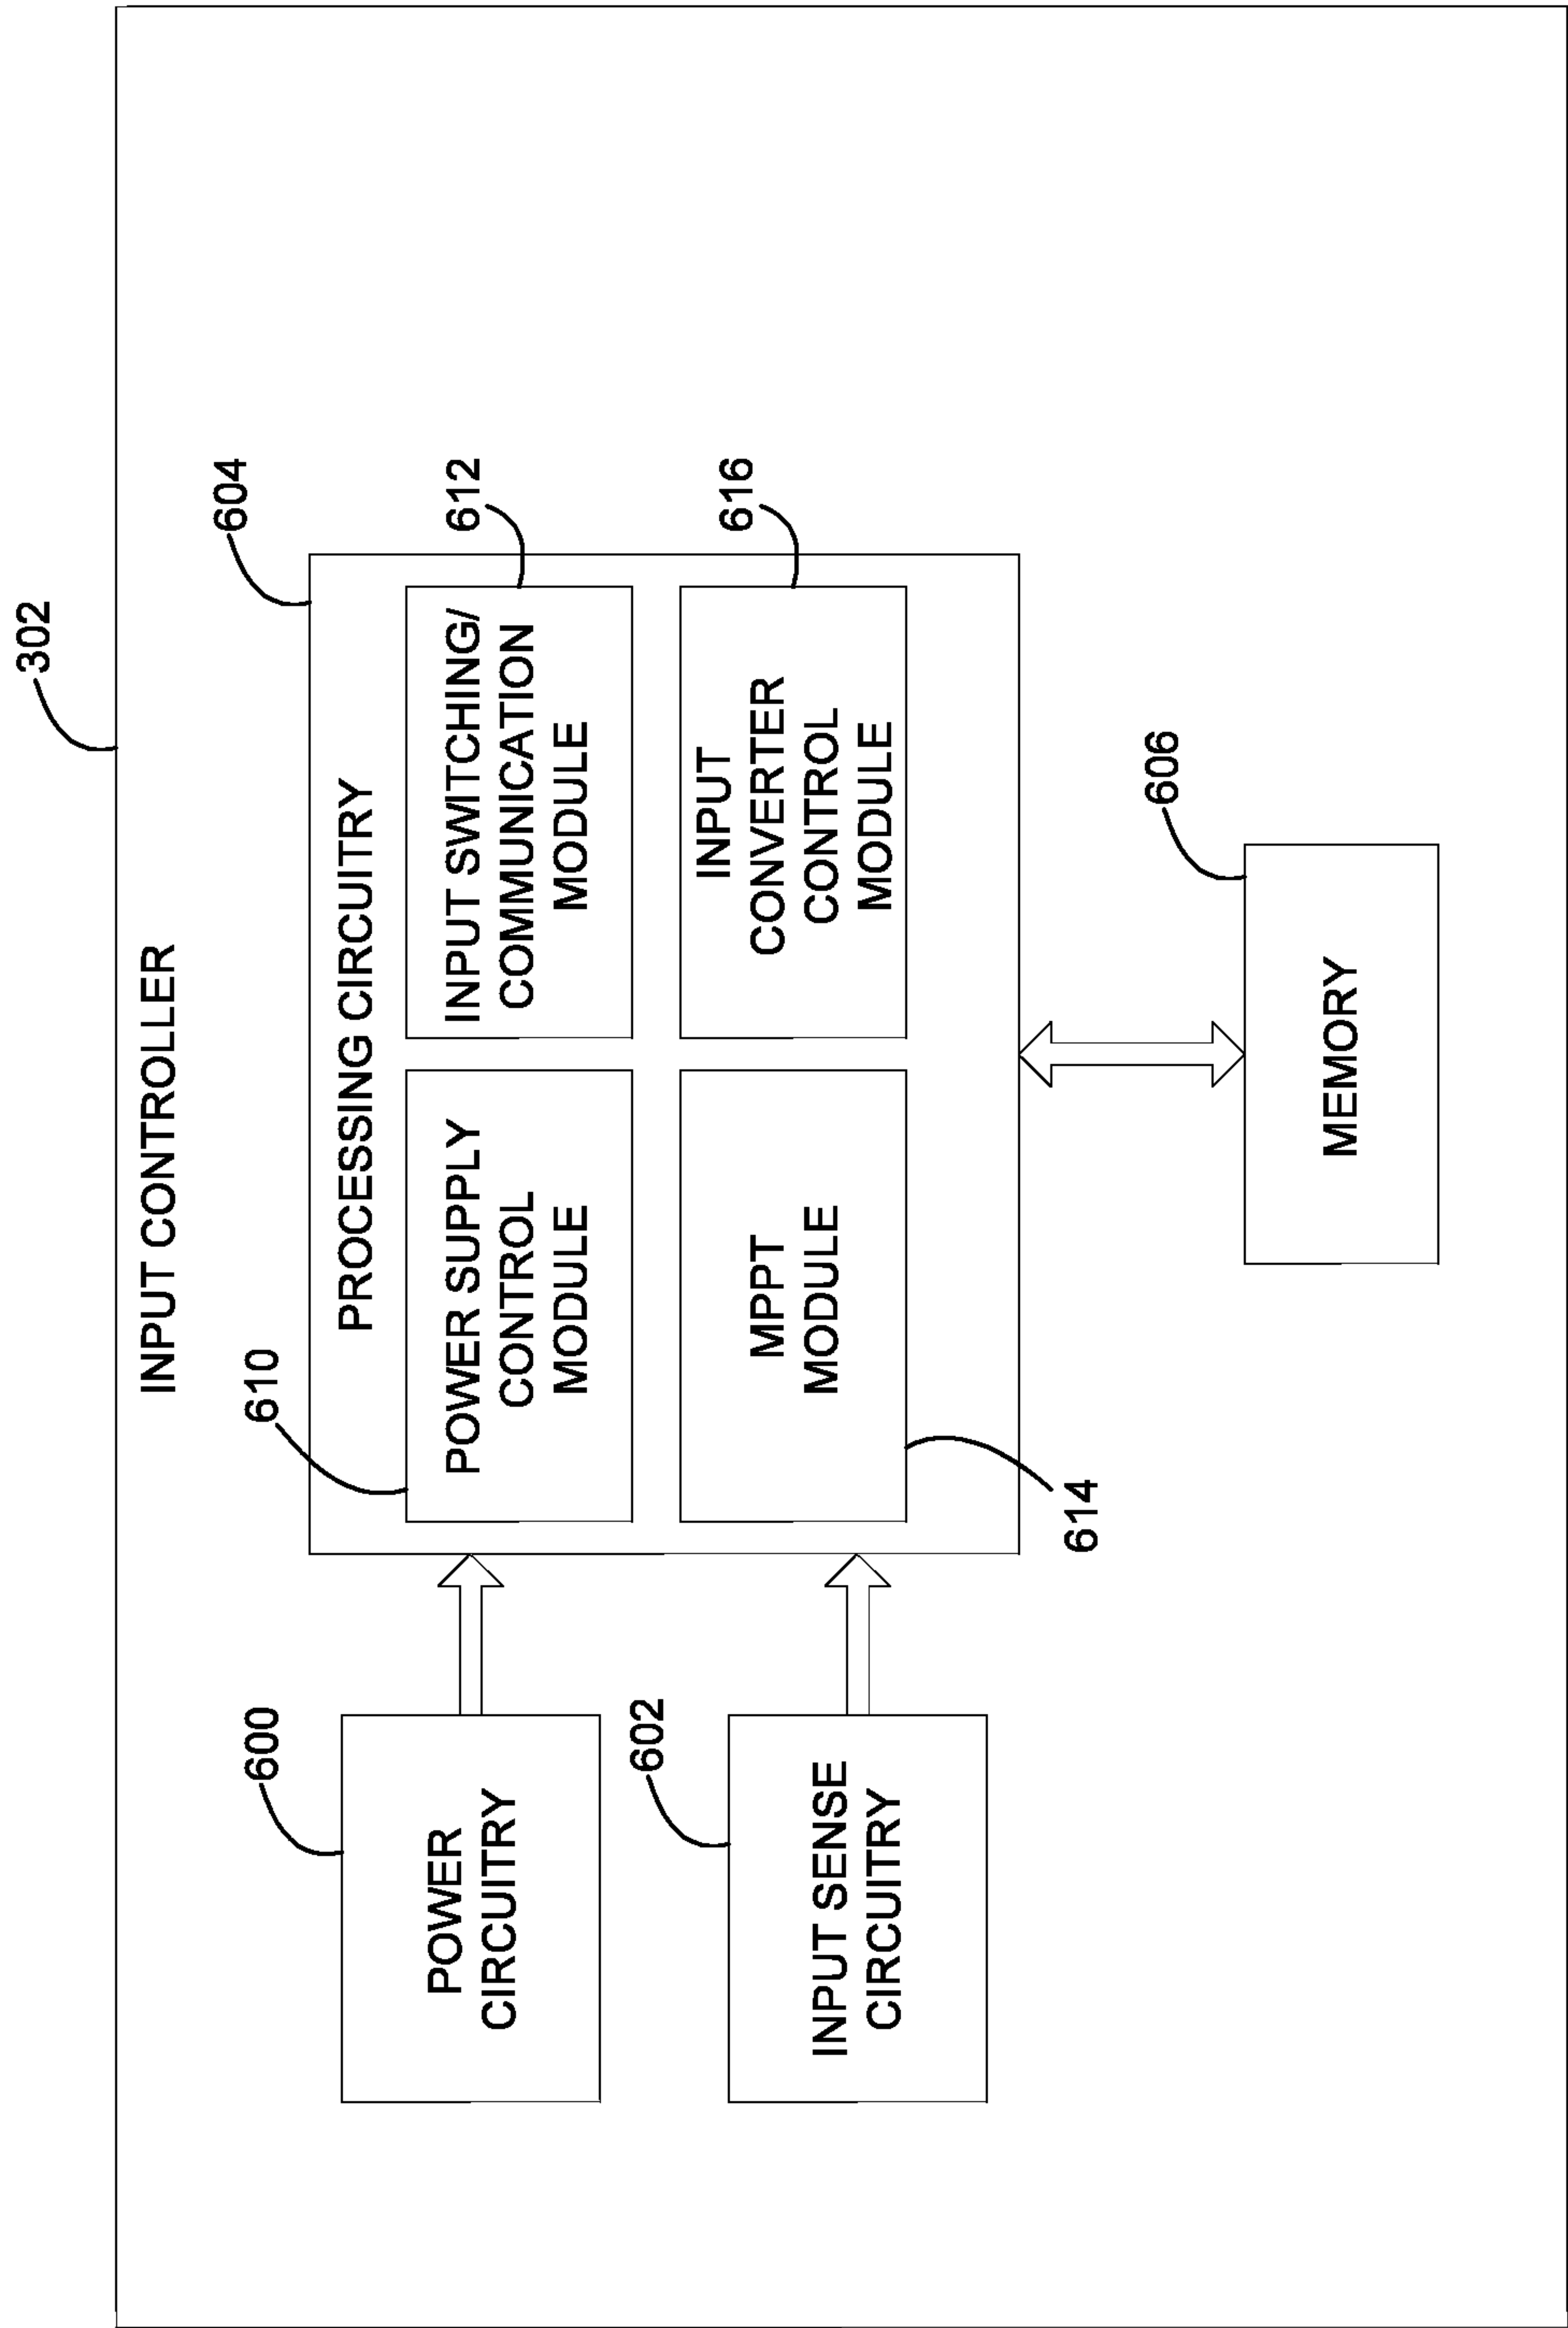 302
INPUT CONTROLLER
604
PROCESSING CIRCUITRY
600
POWER
CIRCUITRY
610
POWER SUPPLY
CONTROL
MODULE
612
INPUT SWITCHING/
COMMUNICATION
MODULE
602
INPUT SENSE
CIRCUITRY
614
MPPT
MODULE
616
INPUT
CONVERTER
CONTROL
MODULE
606
MEMORY